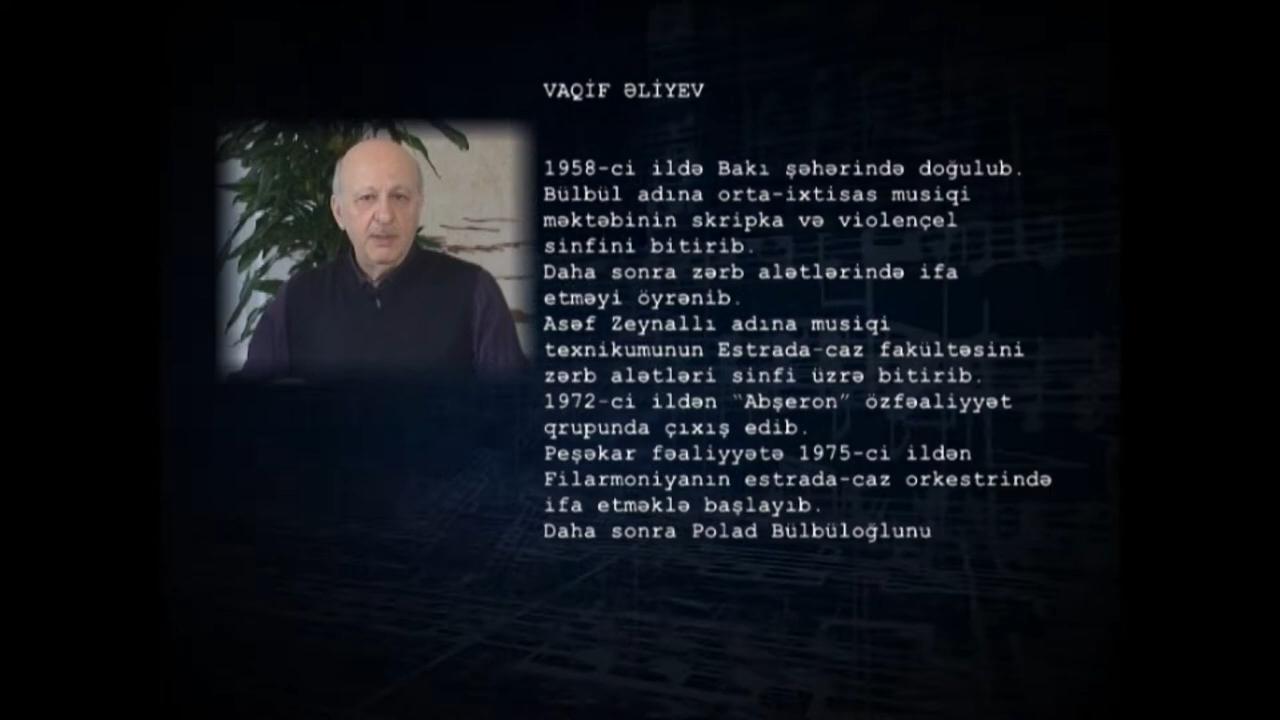 VAQİF ƏLİYEV
1958-ci ildə Bakı şəhərində doğulub.
Bülbül adına orta-ixtisas musiqi
məktəbinin skripka və violençel
sinfini bitirib.
Daha sonra zərb alətlərində ifa
etməyi öyrənib.
Asəf Zeynallı adına musiqi
texnikumunun Estrada-caz fakültəsini
zərb alətləri sinfi üzrə bitirib.
1972-ci ildən “Abşeron” özfəaliyyət
qrupunda çıxış edib.
Peşəkar fəaliyyətə 1975-ci ildən
Filarmoniyanın estrada-caz orkestrində
ifa etməklə başlayıb.
Daha sonra Polad Bülbüloğlunu